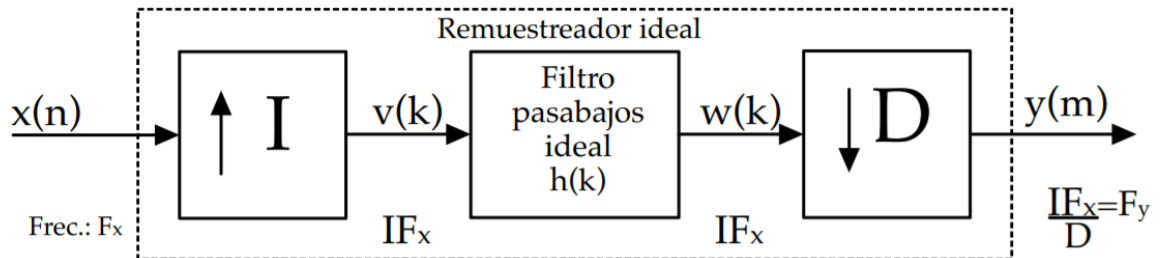 Remuestreador ideal
x(n)
↑ I
v(k)
Filtro
pasabajos
ideal
h(k)
w(k)
↓ D
y(m)
Frec.: Fx
IFx
IFx
IFx=Fy
D